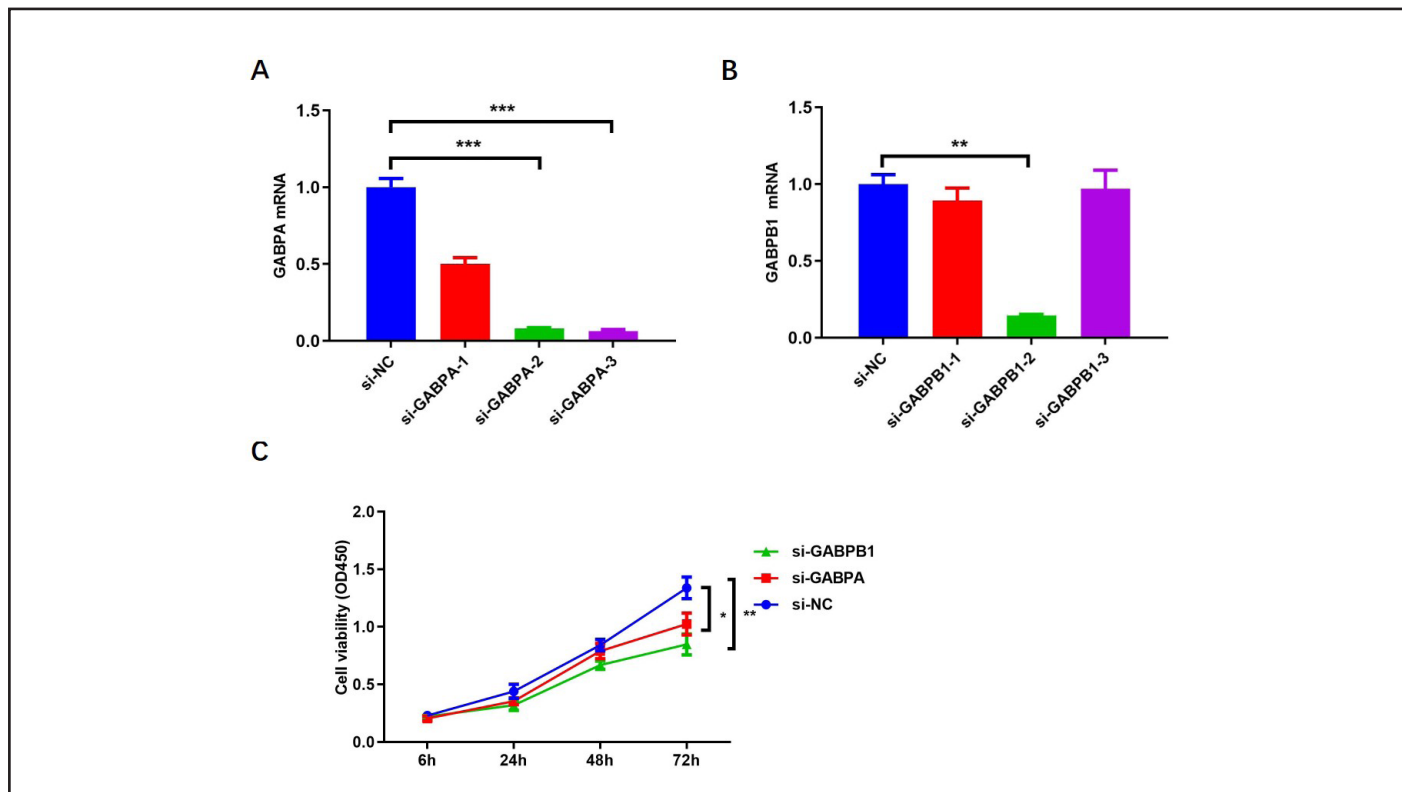 A
GABPA mRNA
1.5
1.0
0.5
0.0
***
***
si-NC
si-GABPA-1
si-GABPA-2
si-GABPA-3
B
GABPB1 mRNA
1.5
1.0
0.5
0.0
**
si-NC
si-GABPB1-1
si-GABPB1-2
si-GABPB1-3
C
Cell viability (OD450)
2.0
1.5
1.0
0.5
0.0
6h
24h
48h
72h
* **
si-GABPB1
si-GABPA
si-NC